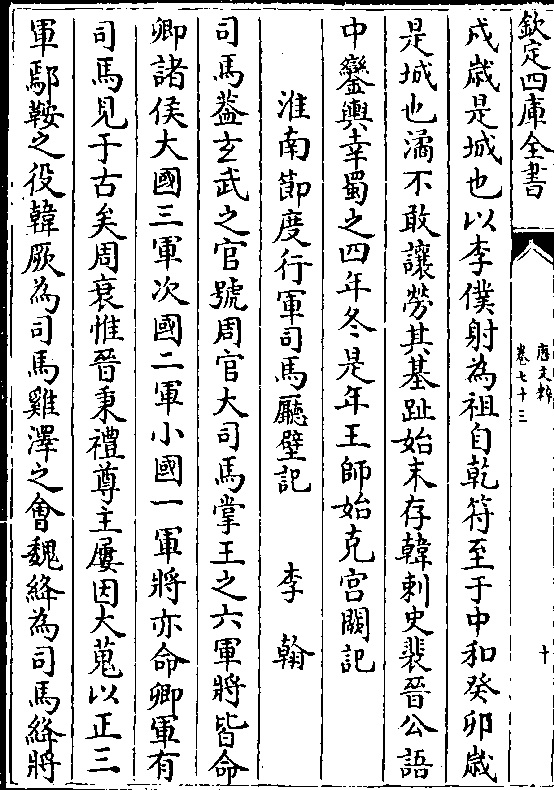 欽定四庫全書
唐文粹
卷七十三
十
戍歳是城也以李僕射為祖自乾符至于中和癸卯歳
是城也潏不敢讓勞其基趾始末存韓刺史裴晉公語
中鑾輿幸蜀之四年冬是年王師始克宫闕記
淮南節度行軍司馬廳壁記 李翰
司馬葢玄武之官號周官大司馬掌王之六軍將皆命
卿諸侯大國三軍次國二軍小國一軍將亦命卿軍有
司馬見于古矣周衰惟晉秉禮尊主屢因大蒐以正三
軍鄢鞍之役韓厥為司馬雞澤之會魏絳為司馬絳將